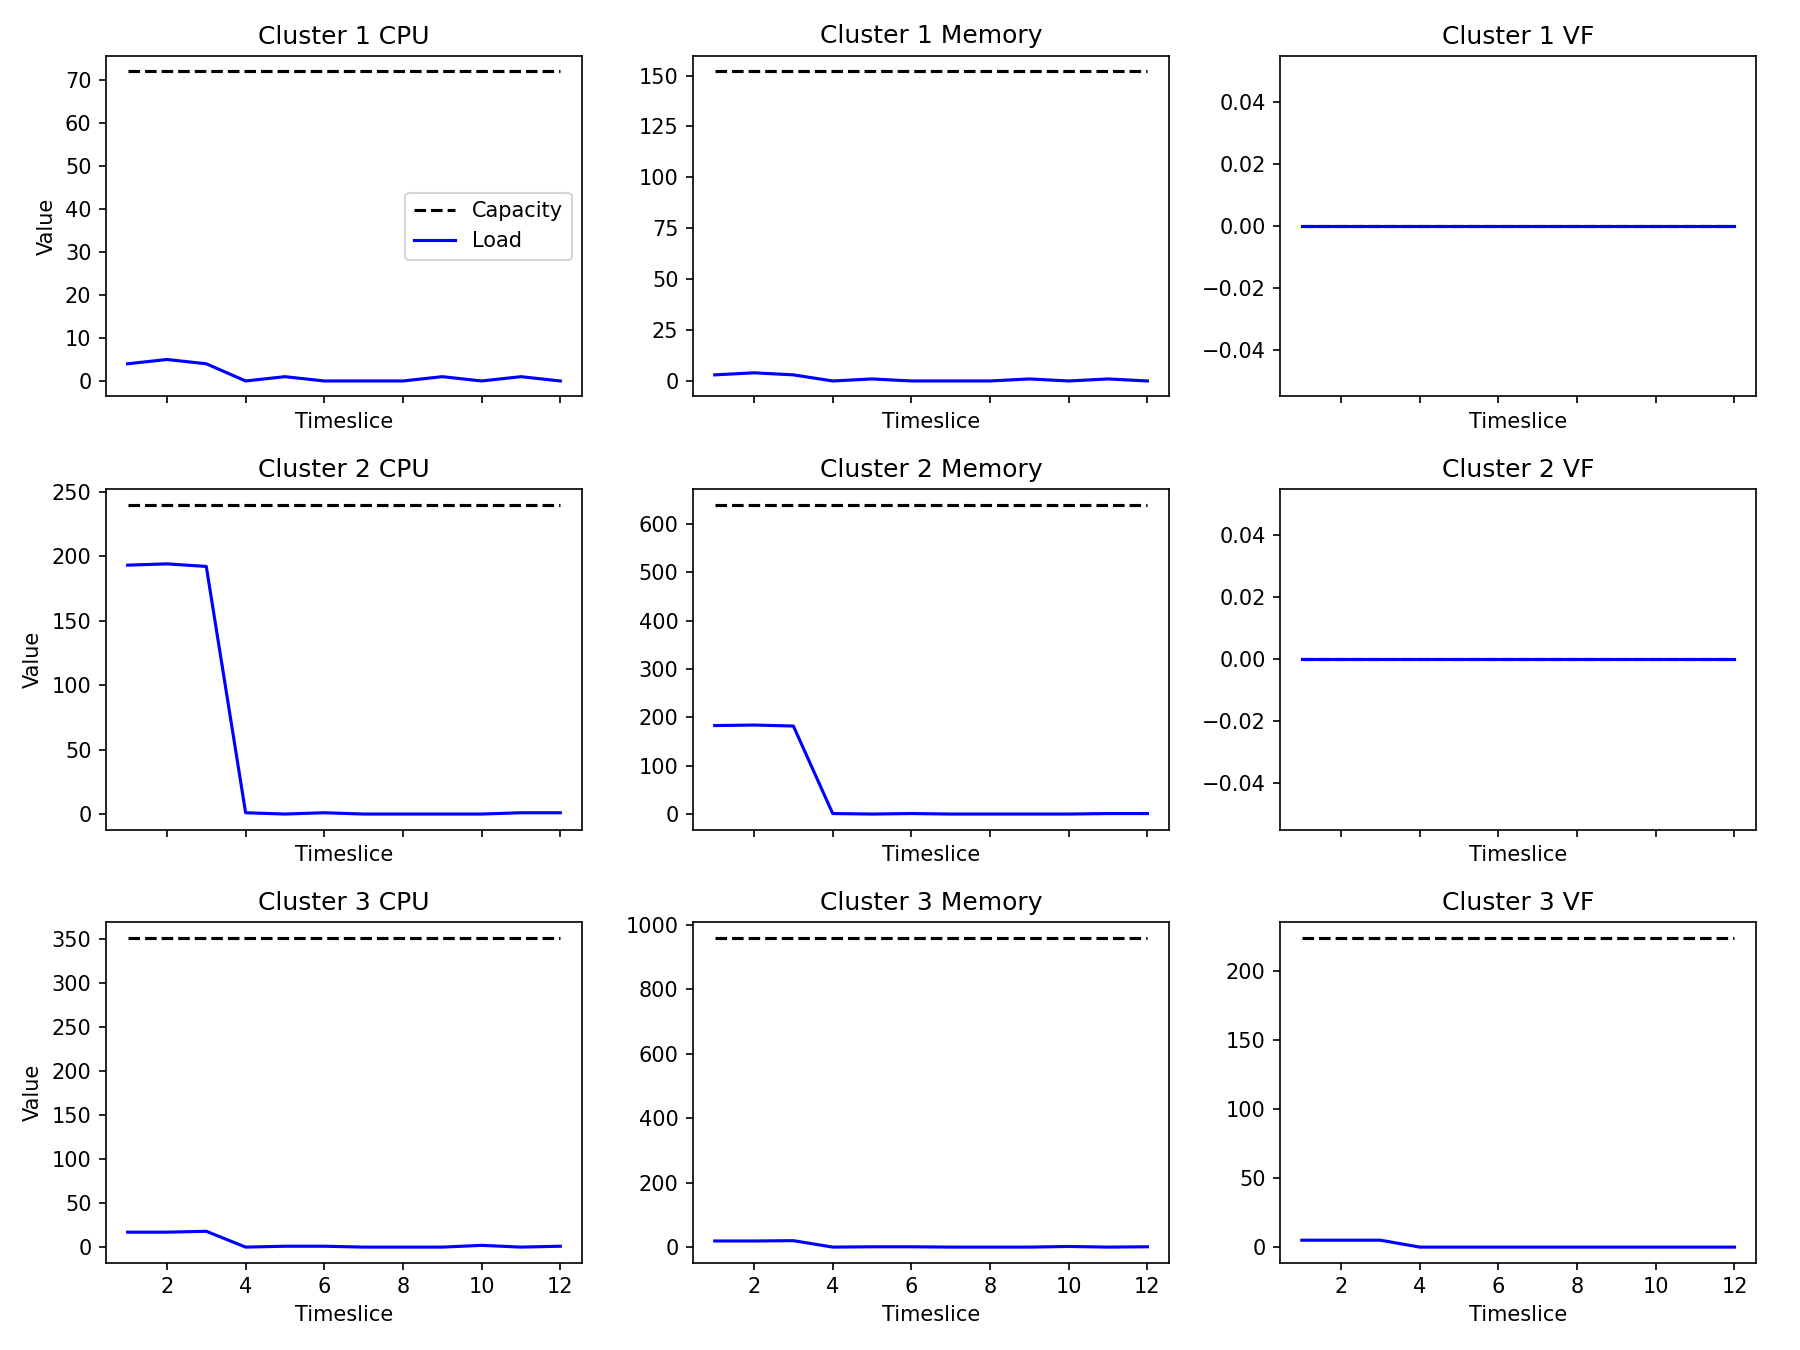 Cluster 1 CPU
70
60
50
40
30
20
10
0
Value
Capacity
Load
Timeslice
Cluster 1 Memory
150
125
100
75
50
25
0
Timeslice
Cluster 1 VF
0.04
0.02
0.00
−0.02
−0.04
Timeslice
Cluster 2 CPU
250
200
150
100
50
0
Value
Timeslice
Cluster 2 Memory
600
500
400
300
200
100
0
Timeslice
Cluster 2 VF
0.04
0.02
0.00
−0.02
−0.04
Timeslice
Cluster 3 CPU
350
300
250
200
150
100
50
0
Value
2 4 6 8 10 12
Timeslice
Cluster 3 Memory
1000
800
600
400
200
0
2 4 6 8 10 12
Timeslice
Cluster 3 VF
200
150
100
50
0
2 4 6 8 10 12
Timeslice